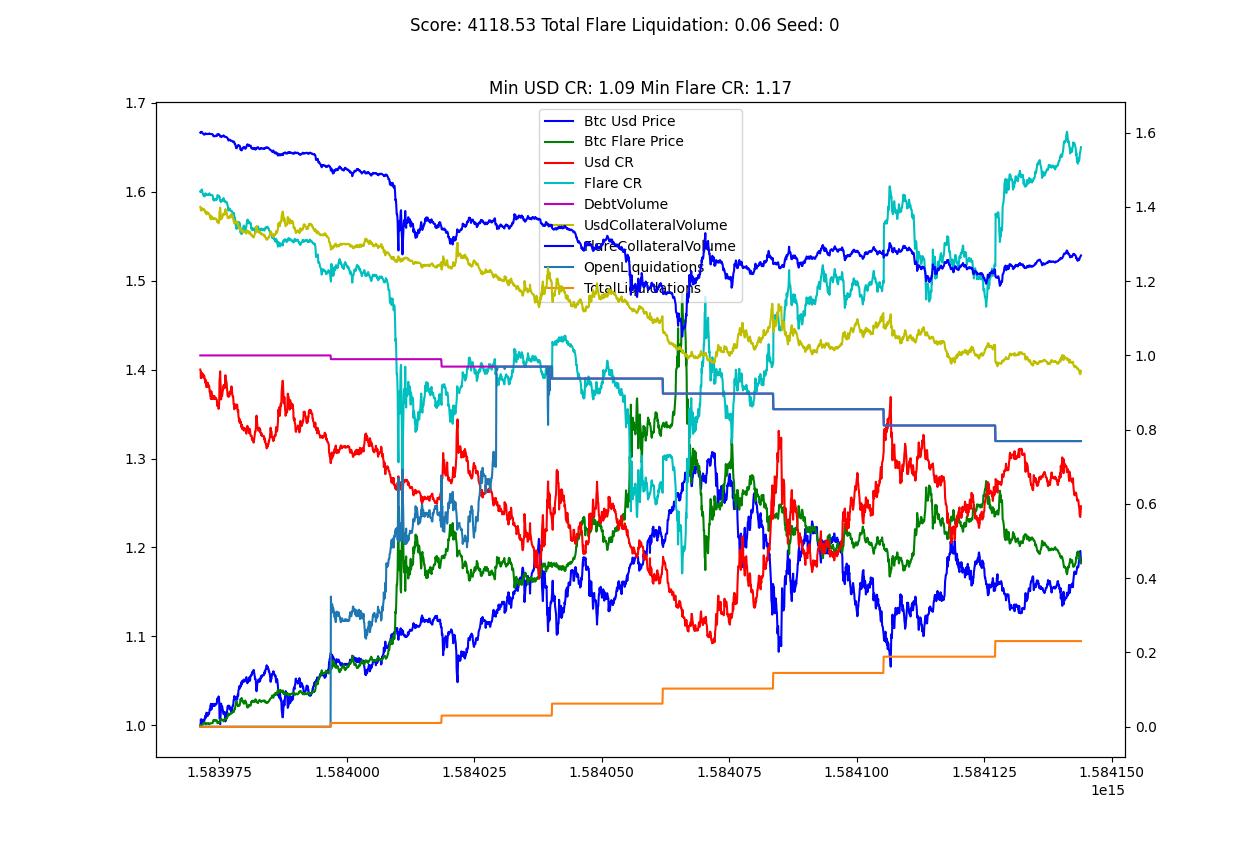 Score: 4118.53 Total Flare Liquidation: 0.06 Seed: 0
Min USD CR: 1.09 Min Flare CR: 1.17
Btc Usd Price
Btc Flare Price
Usd CR
Flare CR
DebtVolume
UsdCollateralVolume
FlareCollateralVolume
OpenLiquidations
TotalLiquidations
1.7
1.6
1.5
1.4
1.3
1.2
1.1
1.0
1.6
1.4
1.2
1.0
0.8
0.6
0.4
0.2
0.0
1.583975
1.584000
1.584025
1.584050
1.584075
1.584100
1.584125
1.584150
1e15